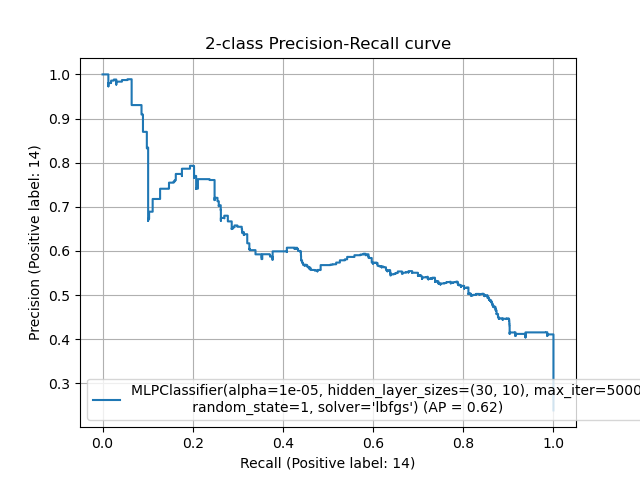 2-class Precision-Recall curve
1.0
0.9
0.8
0.7
0.6
0.5
0.4
0.3
Precision (Positive label: 14)
MLPClassifier(alpha=1e-05, hidden_layer_sizes=(30, 10), max_iter=5000
random_state=1, solver='lbfgs') (AP = 0.62)
0.0 0.2 0.4 0.6 0.8 1.0
Recall (Positive label: 14)